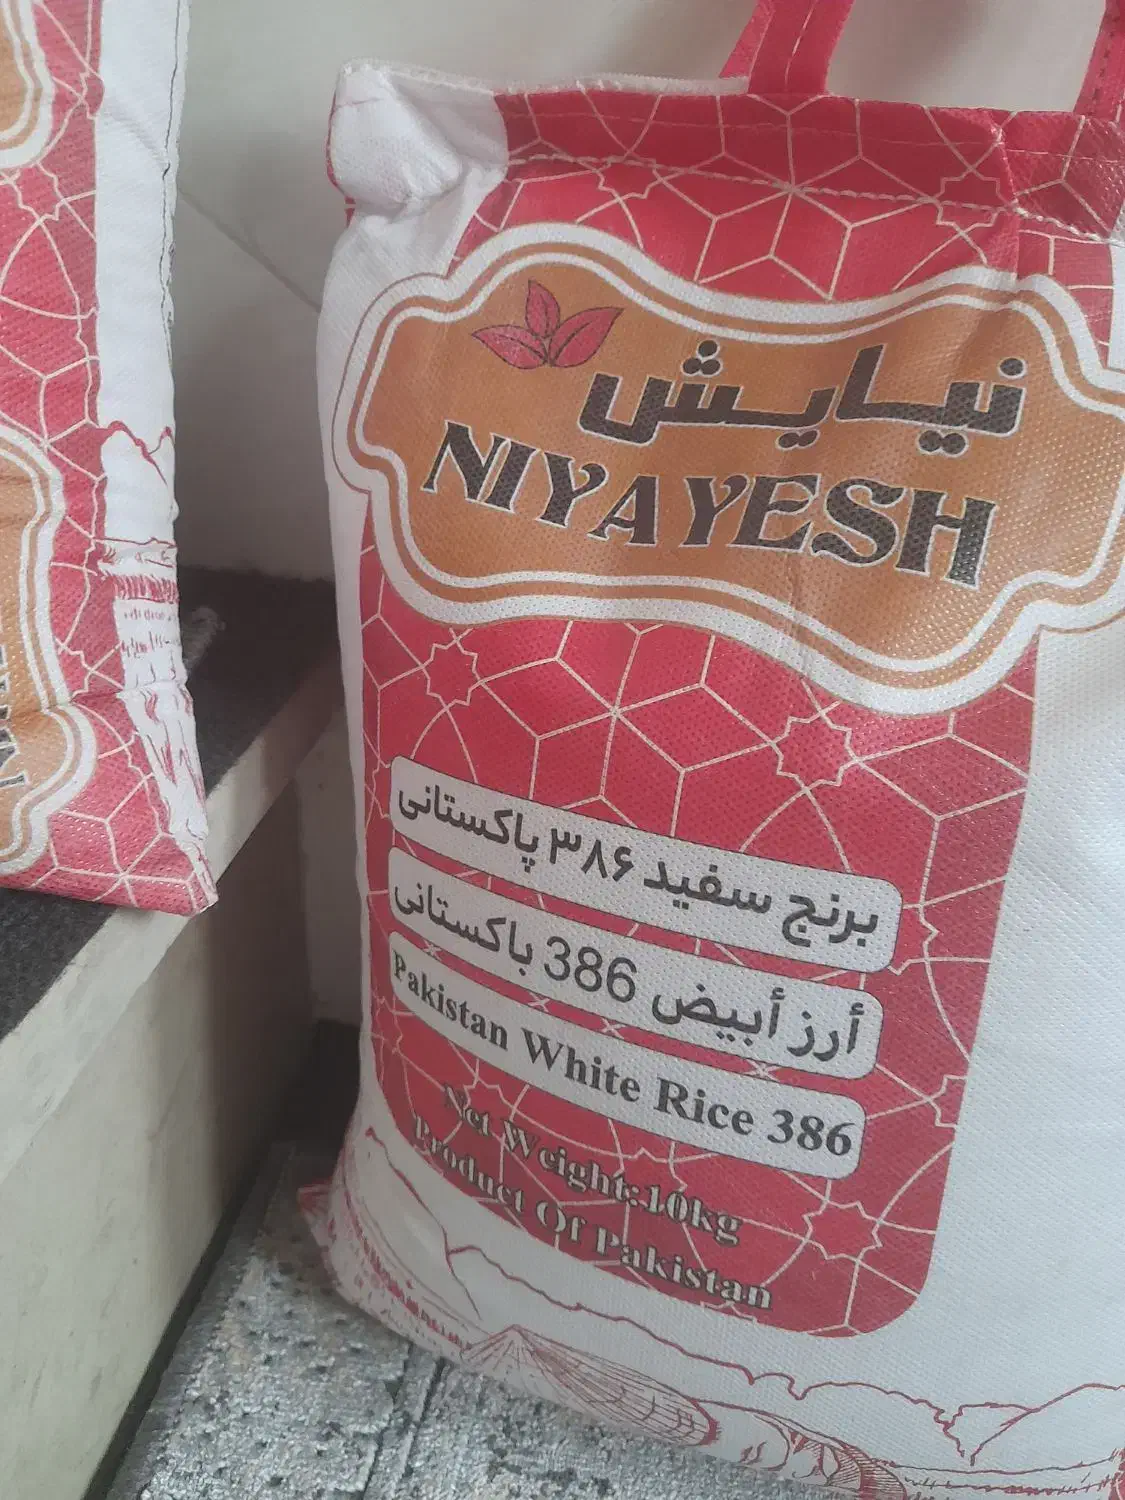 نیایش
NIYAYESH
برنج سفید ۳۸۶ پاکستانی
أرز أبيض 386 باكستاني
Pakistan White Rice 386
Net Weight:10kg
Product Of Pakistan